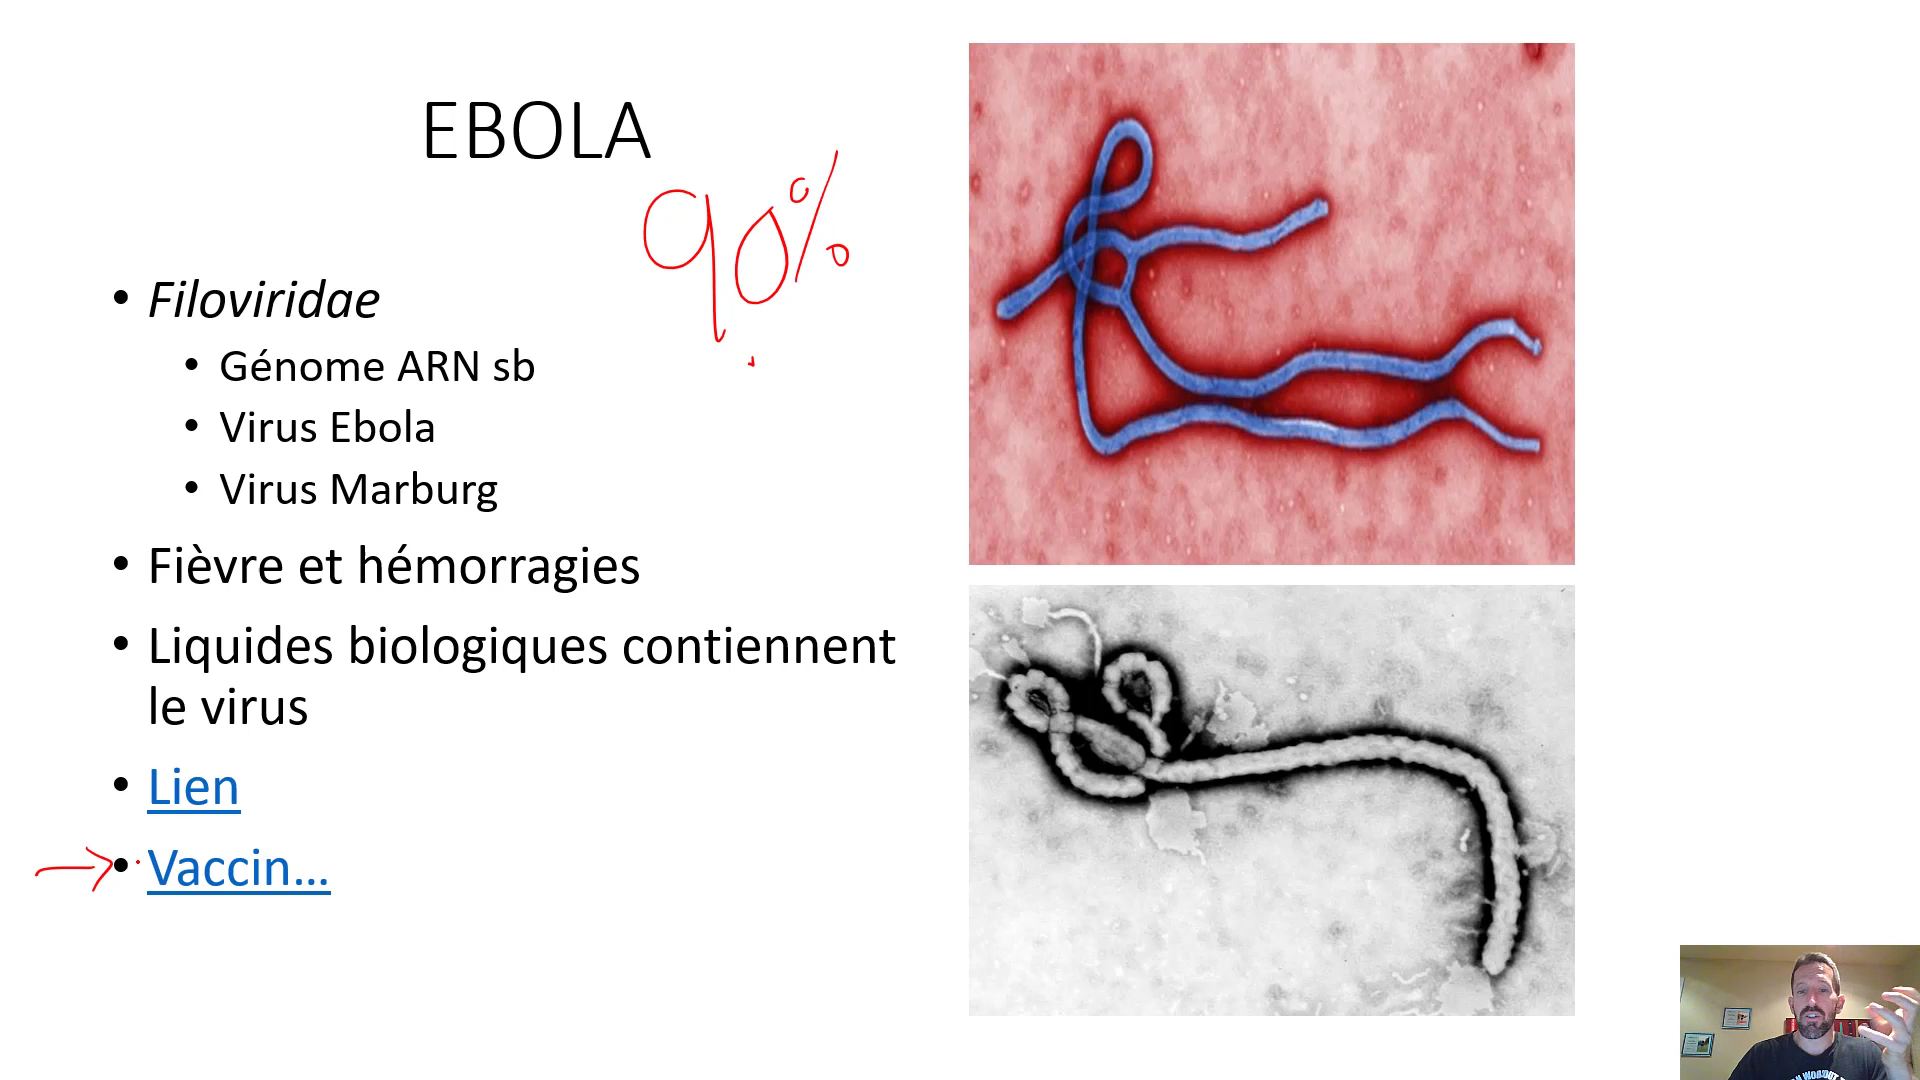 EBOLA
90%
• Filoviridae
• Génome ARN sb
• Virus Ebola
• Virus Marburg
• Fièvre et hémorragies
• Liquides biologiques contiennent
le virus
• Lien
• Vaccin...